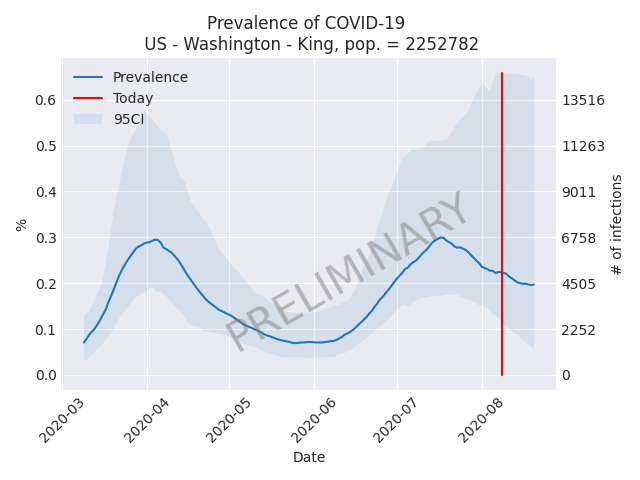 Prevalence of COVID-19
US - Washington - King, pop. = 2252782
Prevalence
Today
95CI
PRELIMINARY
%
0.6
0.5
0.4
0.3
0.2
0.1
0.0
13516
11263
9011
6758
4505
2252
0
# of infections
2020-03
2020-04
2020-05
2020-06
2020-07
2020-08
Date